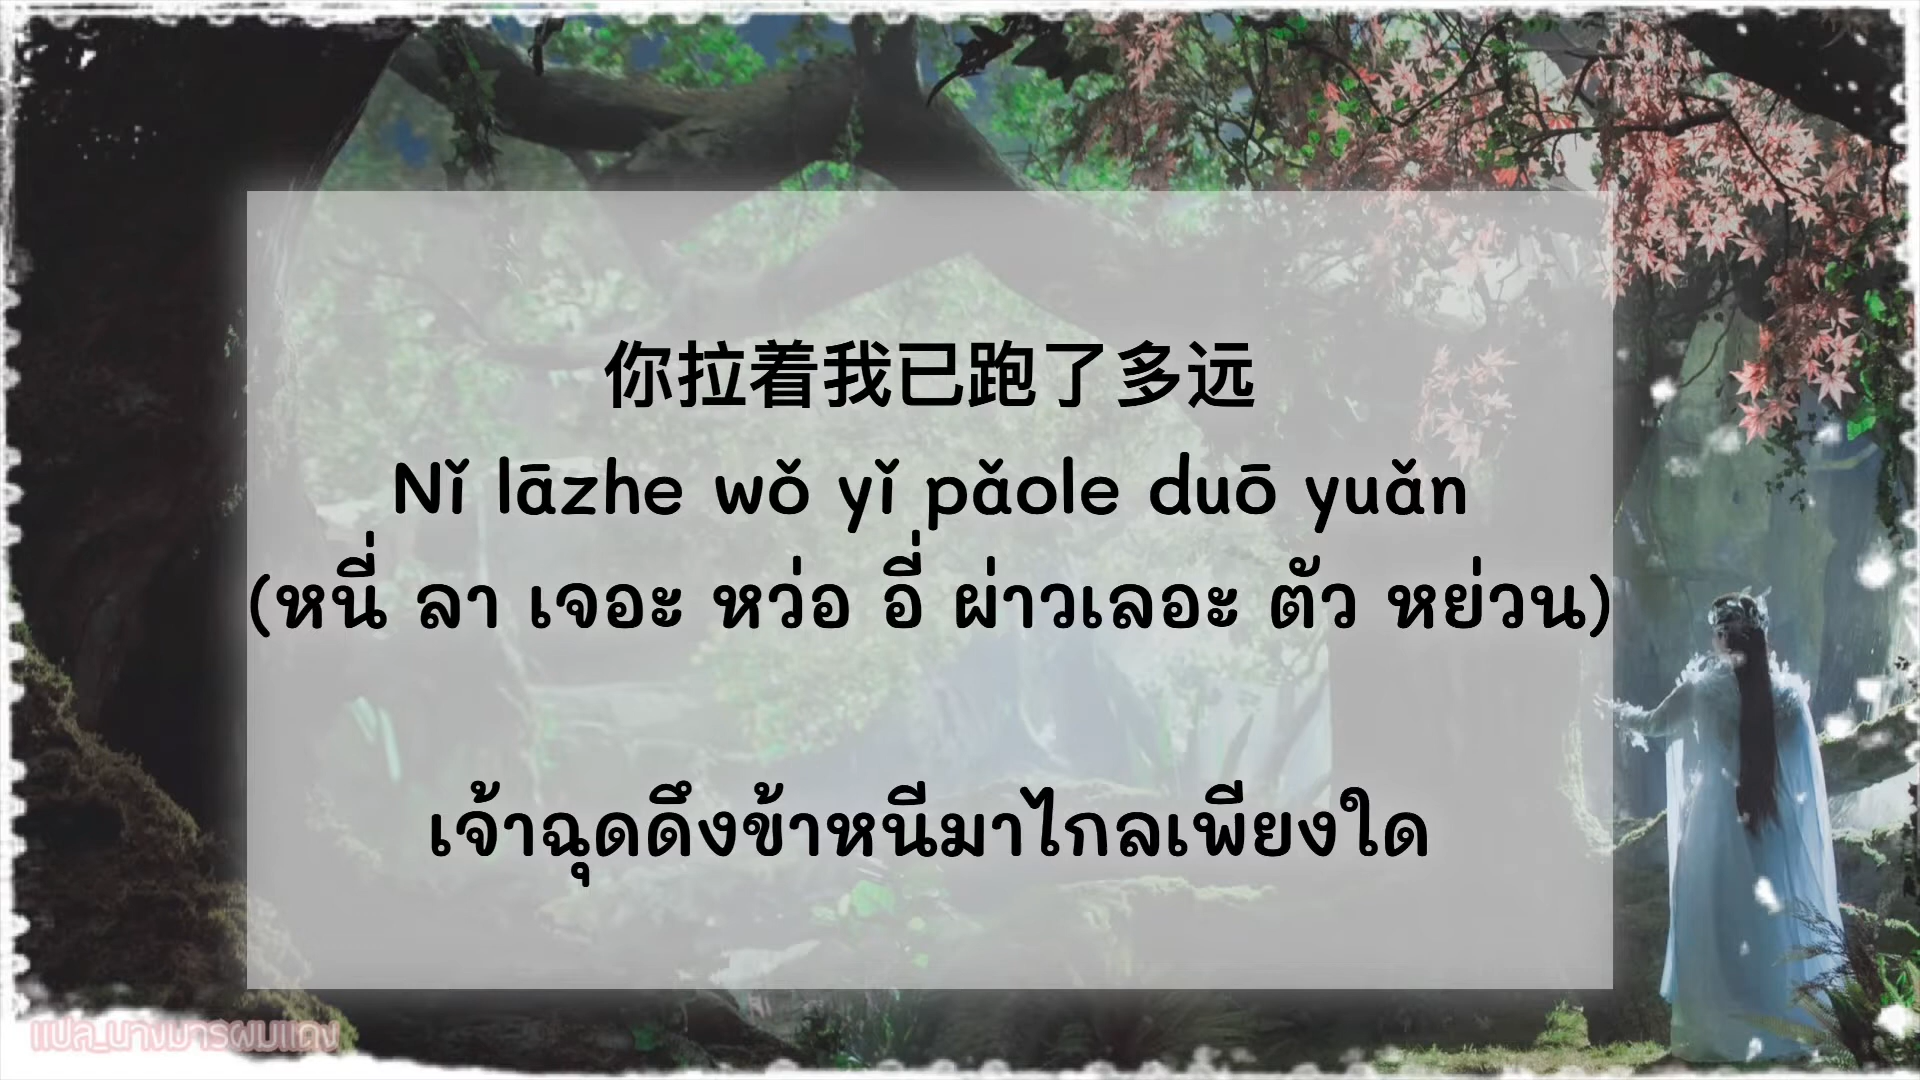 你拉着我已跑了多远
Nǐ lāzhe wǒ yǐ pǎole duō yuǎn
(หนี่ ลา เจอะ หว่อ อี่ ผ่าวเลอะ ตัว หย่วน)
เจ้าฉุดดึงข้าหนีมาไกลเพียงใด
แปล_นางมารผมแดง